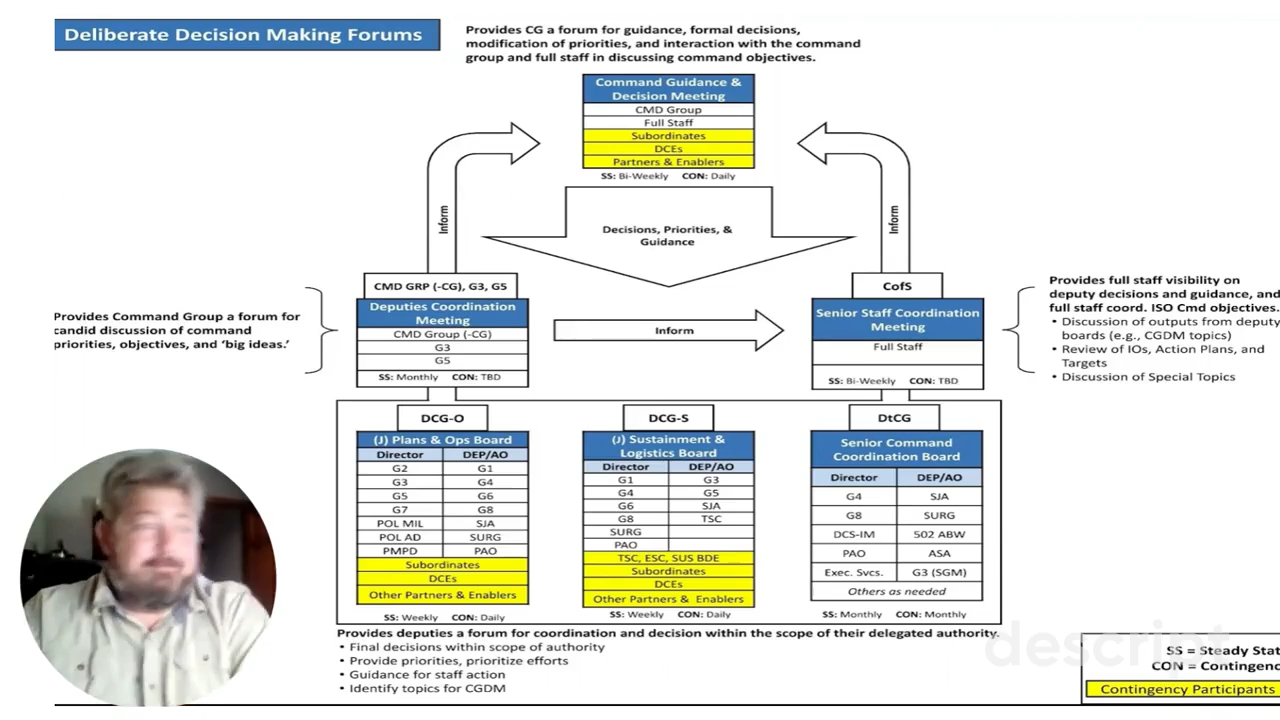 Deliberate Decision Making Forums
Provides CG a forum for guidance, formal decisions,
modification of priorities, and interaction with the command
group and full staff in discussing command objectives.
Command Guidance &
Decision Meeting
CMD Group
Full Staff
Subordinates
DCEs
Partners & Enablers
SS: Bi-Weekly CON: Daily
Inform
Decisions, Priorities, &
Guidance
Inform
Provides Command Group a forum for
candid discussion of command
priorities, objectives, and ‘big ideas.’
CMD GRP (-CG), G3, G5
Deputies Coordination
Meeting
CMD Group (-CG)
G3
G5
SS: Monthly CON: TBD
Inform
CofS
Senior Staff Coordination
Meeting
Full Staff
SS: Bi-Weekly CON: TBD
Provides full staff visibility on
deputy decisions and guidance, and
full staff coord. ISO Cmd objectives.
• Discussion of outputs from deputy
boards (e.g., CGDM topics)
• Review of IOs, Action Plans, and
Targets
• Discussion of Special Topics
DCG-O
(J) Plans & Ops Board
Director DEP/AO
G2 G1
G3 G4
G5 G6
G7 G8
POL MIL SJA
POL AD SURG
PMPD PAO
Subordinates
DCEs
Other Partners & Enablers
SS: Weekly CON: Daily
DCG-S
(J) Sustainment &
Logistics Board
Director DEP/AO
G1 G3
G4 G5
G6 SJA
G8 TSC
SURG
PAO
TSC, ESC, SUS BDE
Subordinates
DCEs
Other Partners & Enablers
SS: Weekly CON: Daily
DtCG
Senior Command
Coordination Board
Director DEP/AO
G4 SJA
G8 SURG
DCS-IM 502 ABW
PAO ASA
Exec. Svcs. G3 (SGM)
Others as needed
SS: Monthly CON: Monthly
Provides deputies a forum for coordination and decision within the scope of their delegated authority.
• Final decisions within scope of authority
• Provide priorities, prioritize efforts
• Guidance for staff action
• Identify topics for CGDM
descript
SS = Steady Stat
CON = Contingenc
Contingency Participants